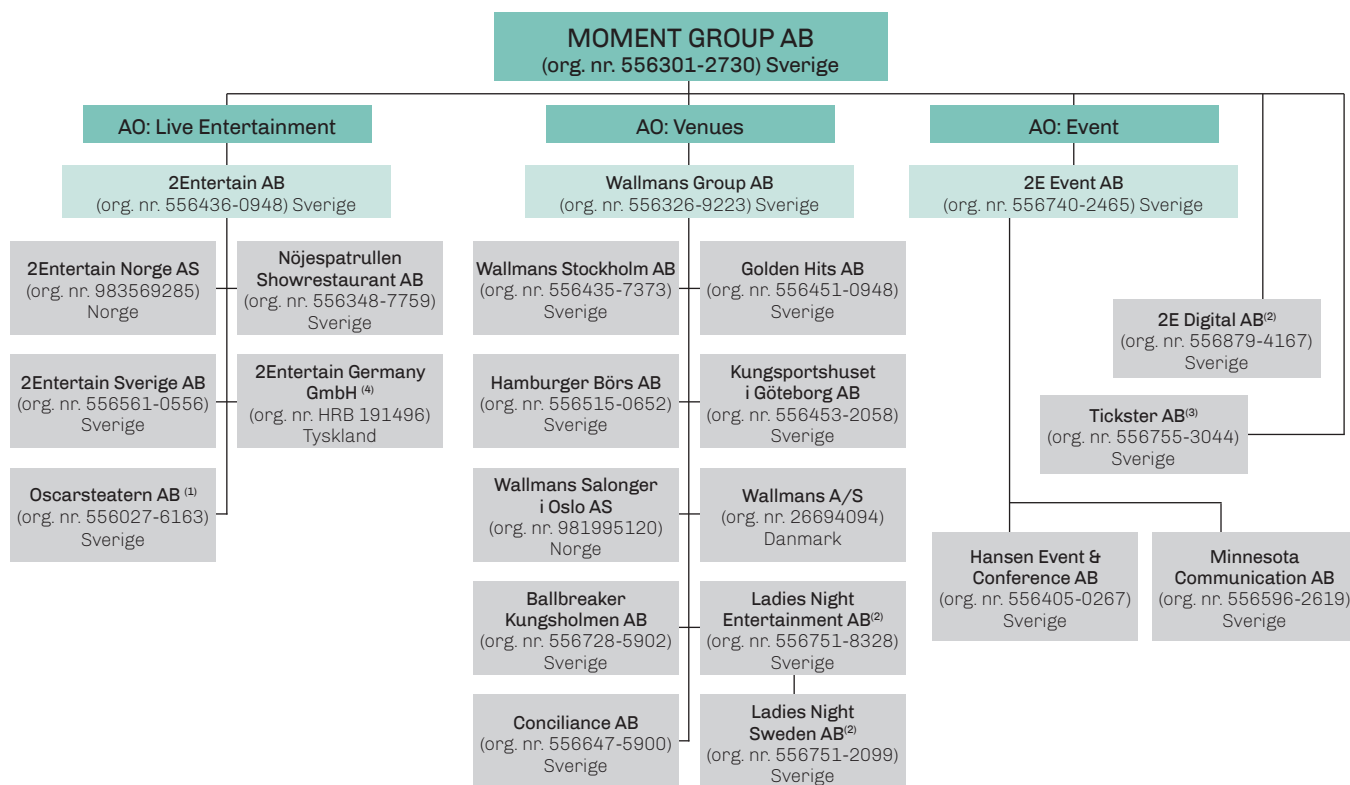 MOMENT GROUP AB
(org. nr. 556301-2730) Sverige
AO: Live Entertainment
2Entertain AB
(org. nr. 556436-0948) Sverige
2Entertain Norge AS
(org. nr. 983569285)
Norge
Nöjespatrullen
Showrestaurant AB
(org. nr. 556348-7759)
Sverige
2Entertain Sverige AB
(org. nr. 556561-0556)
Sverige
2Entertain Germany
GmbH (4)
(org. nr. HRB 191496)
Tyskland
Oscarsteatern AB (1)
(org. nr. 556027-6163)
Sverige
AO: Venues
Wallmans Group AB
(org. nr. 556326-9223) Sverige
Wallmans Stockholm AB
(org. nr. 556435-7373)
Sverige
Golden Hits AB
(org. nr. 556451-0948)
Sverige
Hamburger Börs AB
(org. nr. 556515-0652)
Sverige
Kungsportshuset
i Göteborg AB
(org. nr. 556453-2058)
Sverige
Wallmans Salonger
i Oslo AS
(org. nr. 981995120)
Norge
Wallmans A/S
(org. nr. 26694094)
Danmark
Ballbreaker
Kungsholmen AB
(org. nr. 556728-5902)
Sverige
Ladies Night
Entertainment AB(2)
(org. nr. 556751-8328)
Sverige
Conciliance AB
(org. nr. 556647-5900)
Sverige
Ladies Night
Sweden AB(2)
(org. nr. 556751-2099)
Sverige
AO: Event
2E Event AB
(org. nr. 556740-2465) Sverige
2E Digital AB(2)
(org. nr. 556879-4167)
Sverige
Tickster AB(3)
(org. nr. 556755-3044)
Sverige
Hansen Event &
Conference AB
(org. nr. 556405-0267)
Sverige
Minnesota
Communication AB
(org. nr. 556596-2619)
Sverige